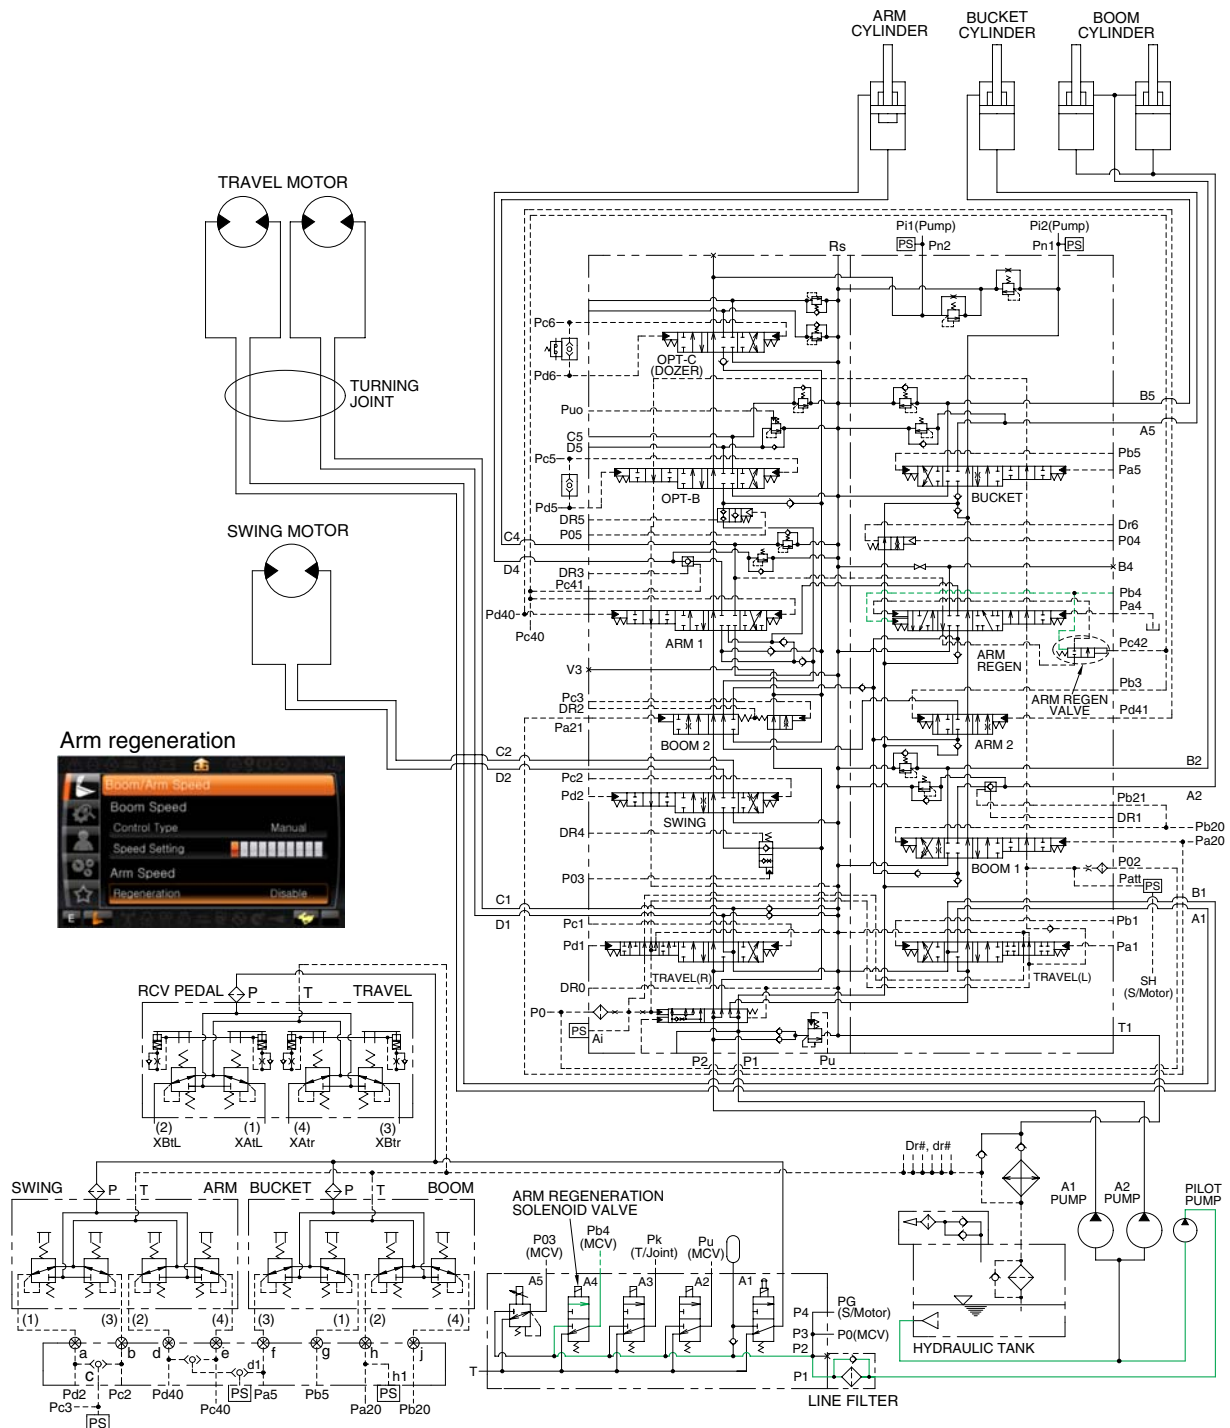 ARM
CYLINDER
BUCKET
CYLINDER
BOOM
CYLINDER
TRAVEL MOTOR
TURNING
JOINT
SWING MOTOR
Pi1(Pump)
PS
Pn2
Rs
Pi2(Pump)
Pn1
PS
Pc6
OPT-C
(DOZER)
Pd6
Puo
C5
D5
Pc5
OPT-B
Pd5
DR5
P05
C4
D4
DR3
Pc41
Pd40
Pc40
ARM 1
V3
Pc3
DR2
Pa21
BOOM 2
C2
D2
Pc2
Pd2
SWING
DR4
P03
C1
D1
Pc1
Pd1
TRAVEL(R)
DR0
P0
PS
Ai
P2
P1
Pu
B5
A5
Pb5
Pa5
BUCKET
Dr6
P04
B4
Pb4
Pa4
ARM
REGEN
Pc42
ARM REGEN
VALVE
Pb3
Pd41
ARM 2
B2
A2
Pb21
DR1
Pb20
Pa20
BOOM 1
P02
Patt
PS
B1
A1
Pb1
Pa1
TRAVEL(L)
SH
(S/Motor)
T1
Arm regeneration
Boom/Arm Speed
Boom Speed
Control Type
Manual
Speed Setting
Arm Speed
Regeneration
Disable
E
RCV PEDAL
P
T
TRAVEL
(2)
XBtL
(1)
XAtL
(4)
XAtr
(3)
XBtr
SWING
P
T
ARM
BUCKET
P
T
BOOM
(1)
(3)
(2)
(4)
(3)
(1)
(2)
(4)
a
b
d
e
f
g
h
j
c
d1
h1
PS
PS
Pd2
Pc2
Pd40
Pc40
Pa5
Pb5
Pa20
Pb20
Pc3
PS
ARM REGENERATION
SOLENOID VALVE
P03
(MCV)
Pb4
(MCV)
Pk
(T/Joint)
Pu
(MCV)
A5
A4
A3
A2
A1
T
P4
P3
P2
P1
PG
(S/Motor)
P0(MCV)
LINE FILTER
Dr#, dr#
A1
PUMP
A2
PUMP
PILOT
PUMP
HYDRAULIC TANK